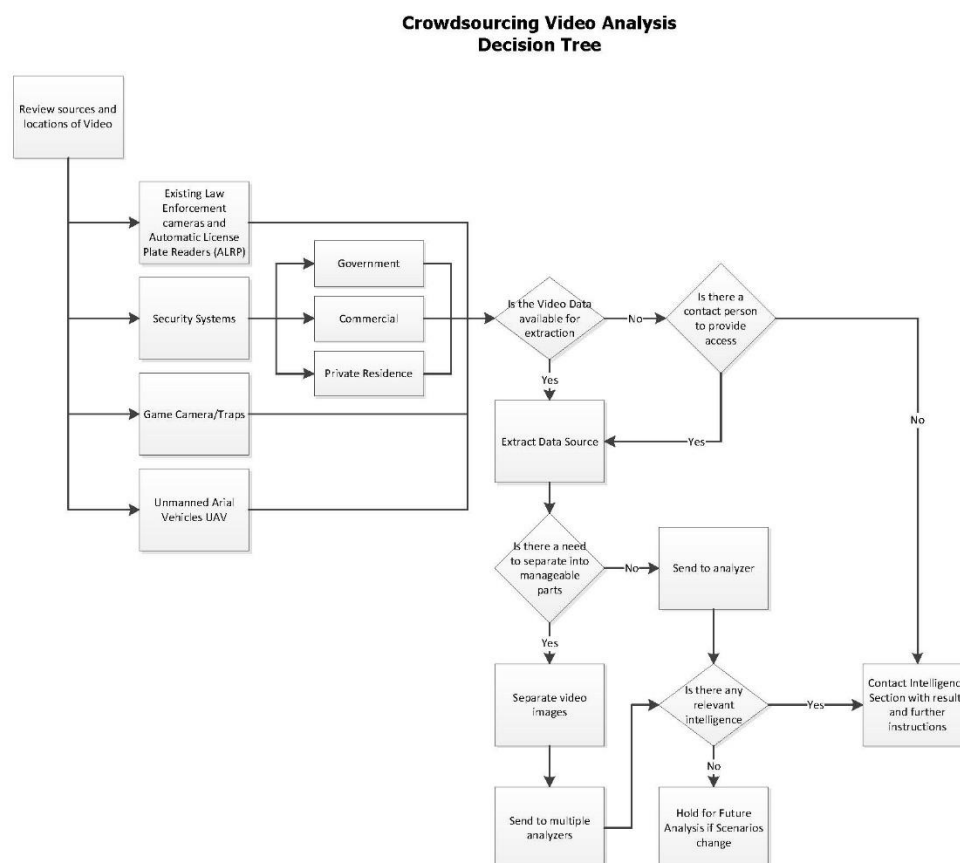 Crowdsourcing Video Analysis
Decision Tree
Review sources and
locations of Video
Existing Law
Enforcement
cameras and
Automatic License
Plate Readers (ALRP)
Security Systems
Government
Commercial
Private Residence
Game Camera/Traps
Unmanned Arial
Vehicles UAV
Is the Video Data
available for
extraction
No
Is there a
contact person
to provide
access
Yes
No
Extract Data Source
Yes
Is there a need
to separate into
manageable
parts
No
Send to analyzer
Yes
Separate video
images
Is there any
relevant
intelligence
Yes
Contact Intelligence
Section with result
and further
instructions
No
Send to multiple
analyzers
Hold for Future
Analysis if Scenarios
change